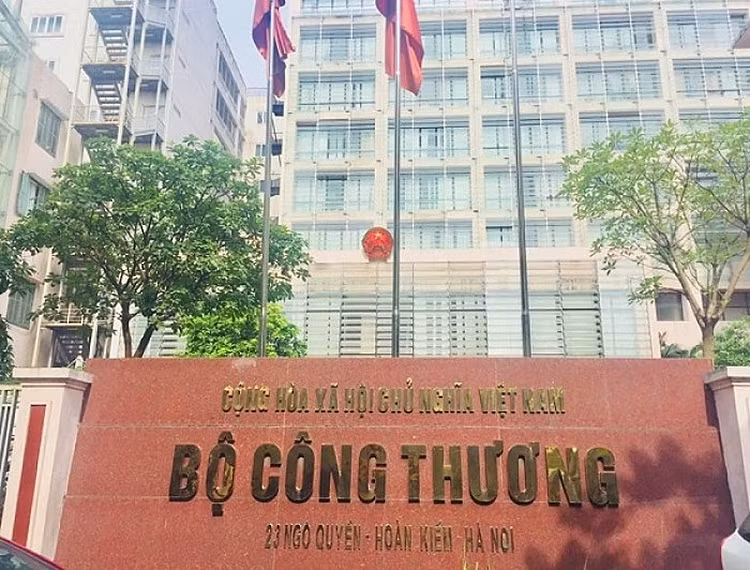 CỘNG HÒA XÃ HỘI CHỦ NGHĨA VIỆT NAM
BỘ CÔNG THƯƠNG
23 NGÔ QUYỀN - HOÀN KIẾM - HÀ NỘI